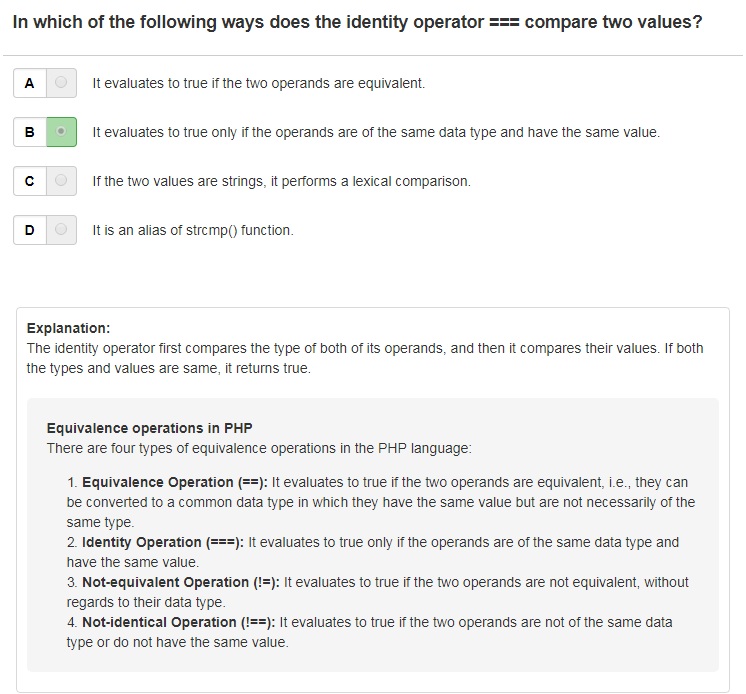 In which of the following ways does the identity operator === compare two values?
A It evaluates to true if the two operands are equivalent.
B It evaluates to true only if the operands are of the same data type and have the same value.
C If the two values are strings, it performs a lexical comparison.
D It is an alias of strcmp() function.
Explanation:
The identity operator first compares the type of both of its operands, and then it compares their values. If both
the types and values are same, it returns true.
Equivalence operations in PHP
There are four types of equivalence operations in the PHP language:
1. Equivalence Operation (==): It evaluates to true if the two operands are equivalent, i.e., they can
be converted to a common data type in which they have the same value but are not necessarily of the
same type.
2. Identity Operation (===): It evaluates to true only if the operands are of the same data type and
have the same value.
3. Not-equivalent Operation (!=): It evaluates to true if the two operands are not equivalent, without
regards to their data type.
4. Not-identical Operation (!==): It evaluates to true if the two operands are not of the same data
type or do not have the same value.